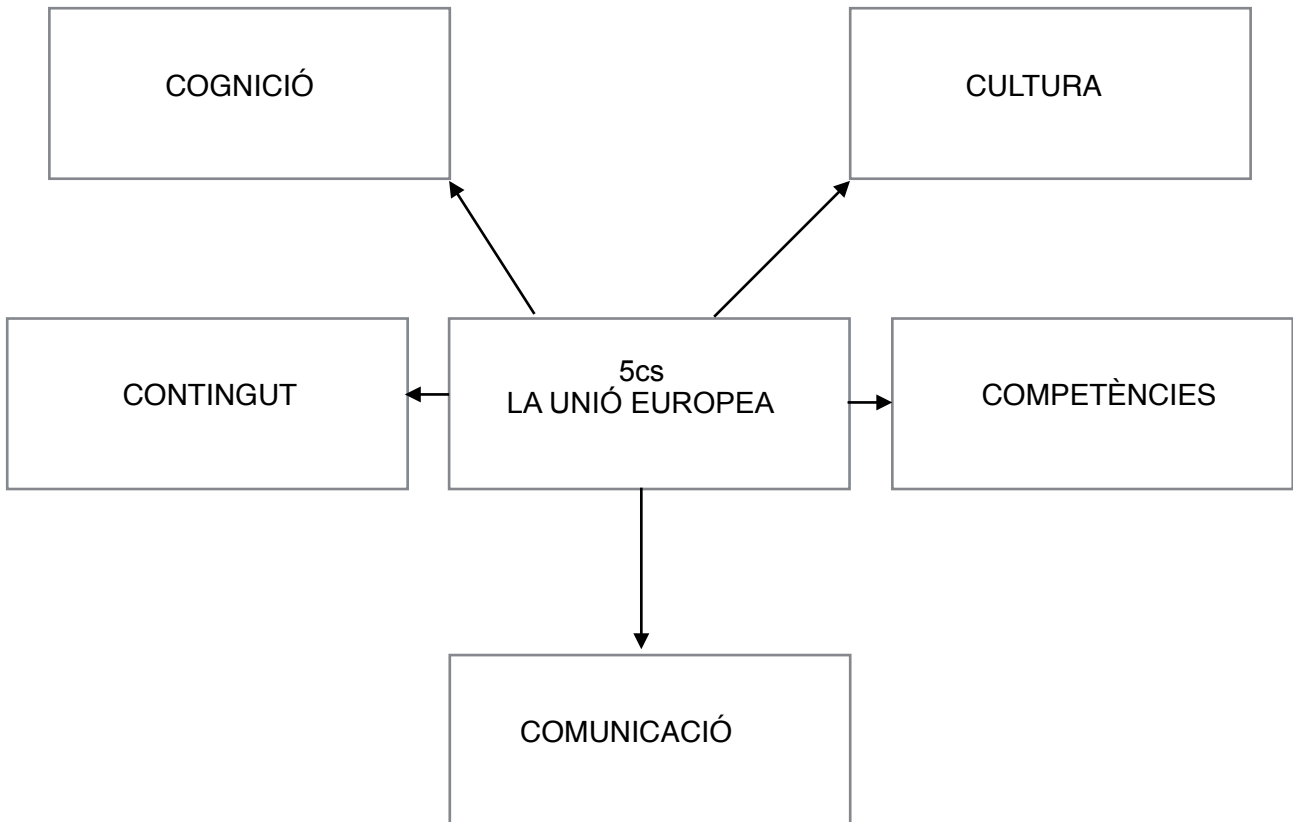 COGNICIÓ
CULTURA
CONTINGUT
5cs
LA UNIÓ EUROPEA
COMPETÈNCIES
COMUNICACIÓ